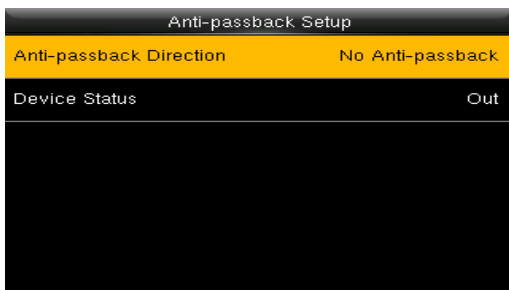 Anti-passback Setup
Anti-passback Direction No Anti-passback
Device Status Out